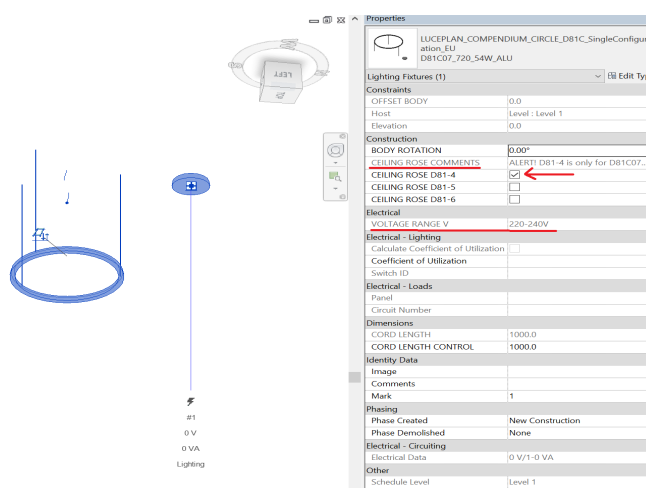 Properties
LUCEPLAN_COMPENDIUM_CIRCLE_D81C_SingleConfigur
ation_EU
D81C07_720_54W_ALU
Lighting Fixtures (1)
Edit Ty
Constraints
OFFSET BODY 0.0
Host Level : Level 1
Elevation 0.0
Construction
BODY ROTATION 0.00°
CEILING ROSE COMMENTS ALERT! D81-4 is only for D81C07...
CEILING ROSE D81-4
CEILING ROSE D81-5
CEILING ROSE D81-6
Electrical
VOLTAGE RANGE V 220-240V
Electrical - Lighting
Calculate Coefficient of Utilization
Coefficient of Utilization
Switch ID
Electrical - Loads
Panel
Circuit Number
Dimensions
CORD LENGTH 1000.0
CORD LENGTH CONTROL 1000.0
Identity Data
Image
Comments
Mark 1
Phasing
Phase Created New Construction
Phase Demolished None
Electrical - Circuiting
Electrical Data 0 V/1-0 VA
Other
Schedule Level Level 1
LEFT
#1
0 V
0 VA
Lighting